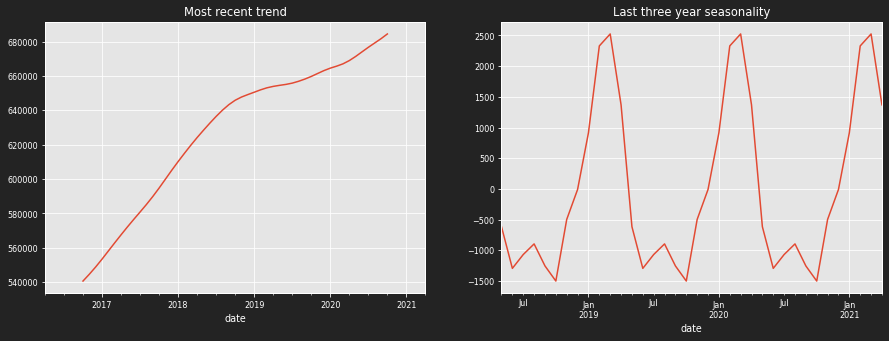 Most recent trend
680000
660000
640000
620000
600000
580000
560000
540000
2017 2018 2019 2020 2021
date
Last three year seasonality
2500
2000
1500
1000
500
0
−500
−1000
−1500
Jul Jan Jul Jan Jul Jan
2019 2020 2021
date